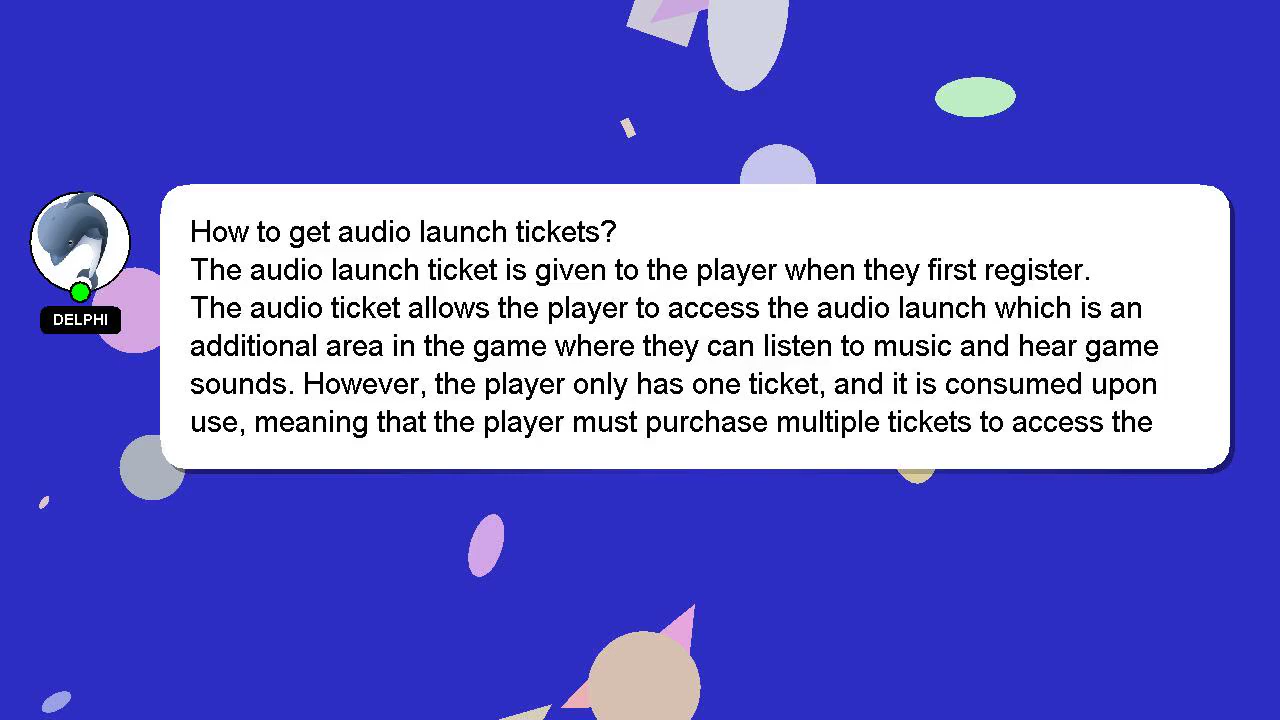 How to get audio launch tickets?
The audio launch ticket is given to the player when they first register.
The audio ticket allows the player to access the audio launch which is an
additional area in the game where they can listen to music and hear game
sounds. However, the player only has one ticket, and it is consumed upon
use, meaning that the player must purchase multiple tickets to access the
DELPHI